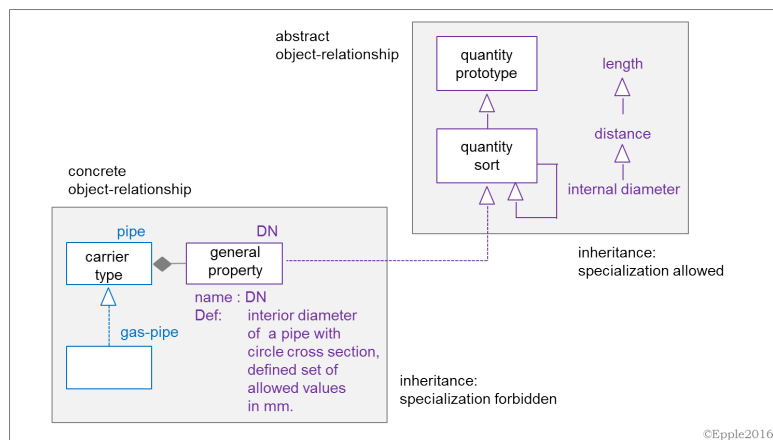 abstract
object-relationship
quantity
prototype
length
quantity
sort
distance
internal diameter
inheritance:
specialization allowed
concrete
object-relationship
pipe
DN
carrier
type
general
property
name : DN
Def: interior diameter
of a pipe with
circle cross section,
defined set of
allowed values
in mm.
gas-pipe
inheritance:
specialization forbidden
©Epple2016